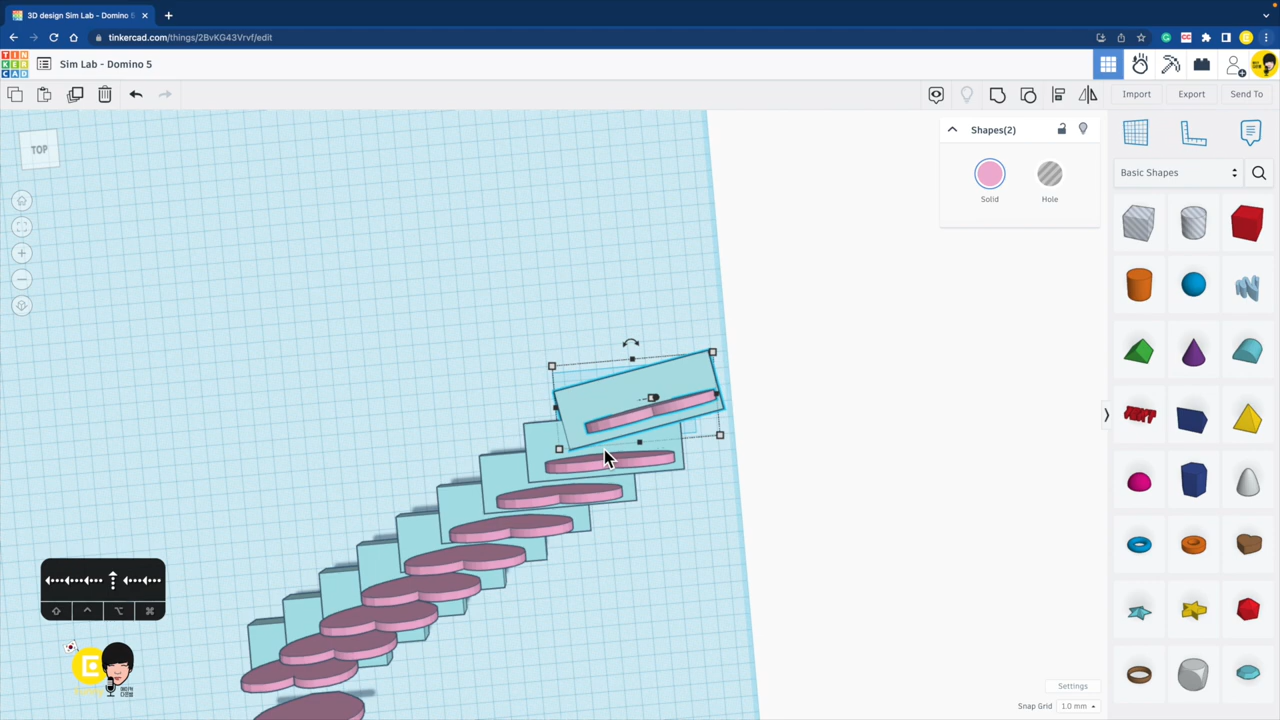 3D design Sim Lab - Domino 5
tinkercad.com/things/2BvKG43Vrvf/edit
TIN
KER
CAD
Sim Lab - Domino 5
Import
Export
Send To
TOP
Shapes(2)
Solid
Hole
Basic Shapes
Settings
Snap Grid
1.0 mm